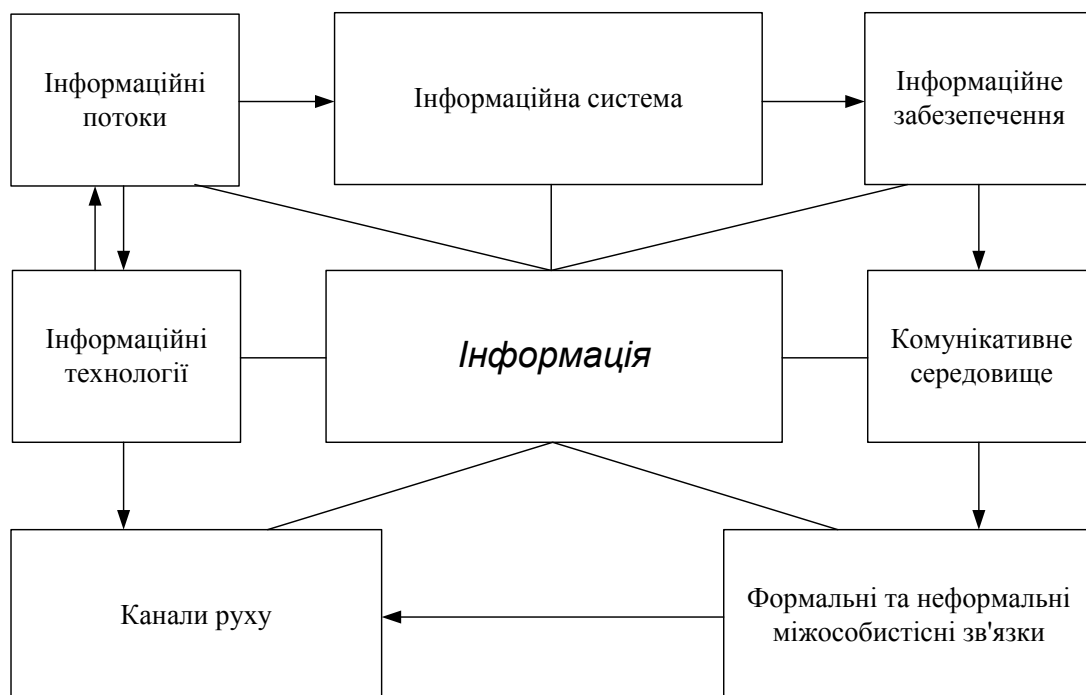 Інформаційні
потоки
Інформаційна система
Інформаційне
забезепечення
Інформаційні
технології
Інформація
Комунікативне
середовище
Канали руху
Формальні та неформальні
міжособистісні зв'язки